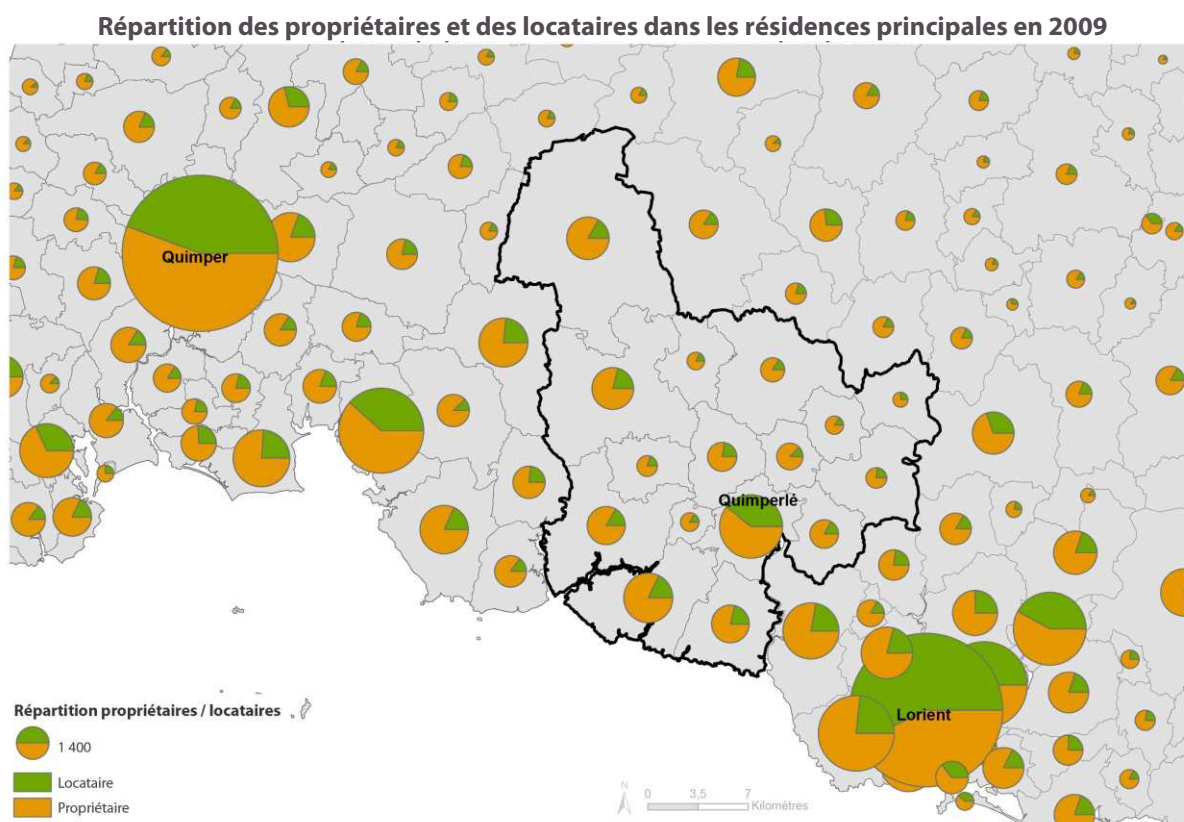 Répartition des propriétaires et des locataires dans les résidences principales en 2009
Quimper
Quimperlé
Lorient
Répartition propriétaires / locataires
1 400
Locataire
Propriétaire
N
0 3,5 7
Kilomètres